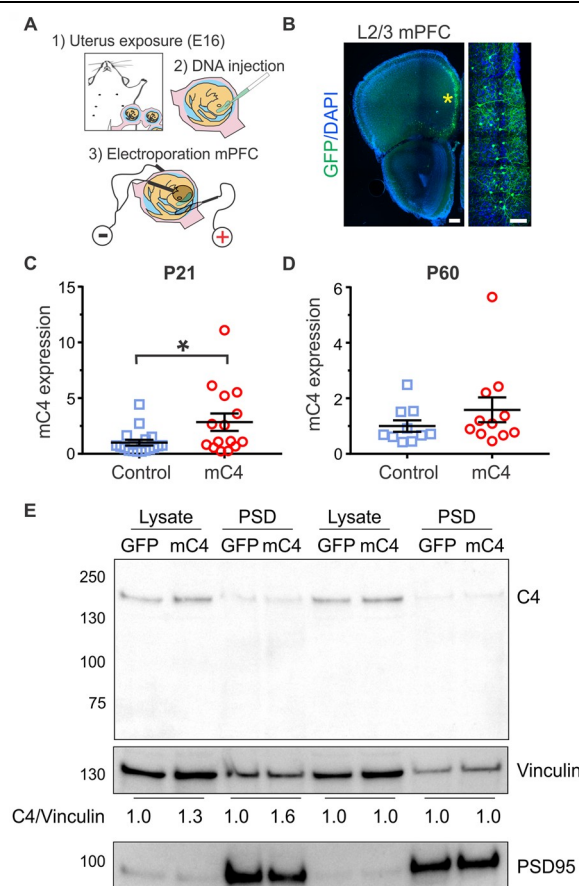 A
1) Uterus exposure (E16)
2) DNA injection
3) Electroporation mPFC
- +
B
L2/3 mPFC
GFP/DAPI
*
C
P21
mC4 expression
15
10
5
0
*
Control mC4
D
P60
mC4 expression
6
4
2
0
Control mC4
E
Lysate PSD Lysate PSD
GFP mC4 GFP mC4 GFP mC4 GFP mC4
250
130
100
75
C4
130
Vinculin
C4/Vinculin 1.0 1.3 1.0 1.6 1.0 1.0 1.0 1.0
100
PSD95